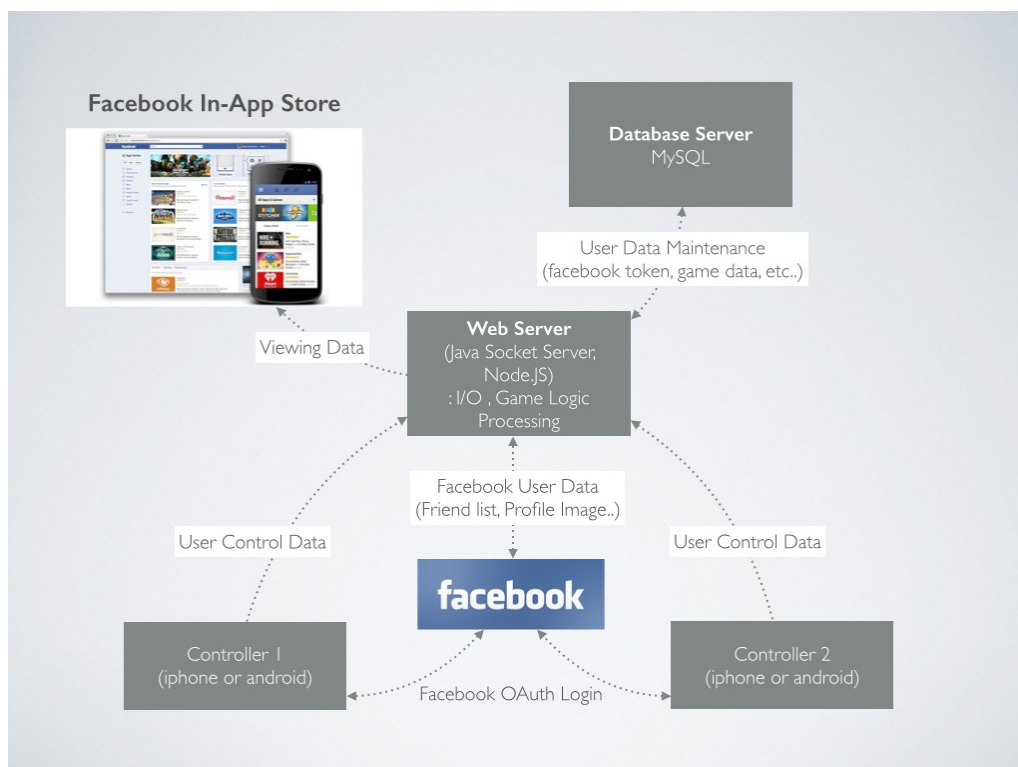 Facebook In-App Store
facebook
Pinterest
Database Server
MySQL
User Data Maintenance
(facebook token, game data, etc..)
Viewing Data
Web Server
(Java Socket Server,
Node.JS)
: I/O , Game Logic
Processing
Facebook User Data
(Friend list, Profile Image..)
User Control Data
User Control Data
facebook
Controller 1
(iphone or android)
Controller 2
(iphone or android)
Facebook OAuth Login